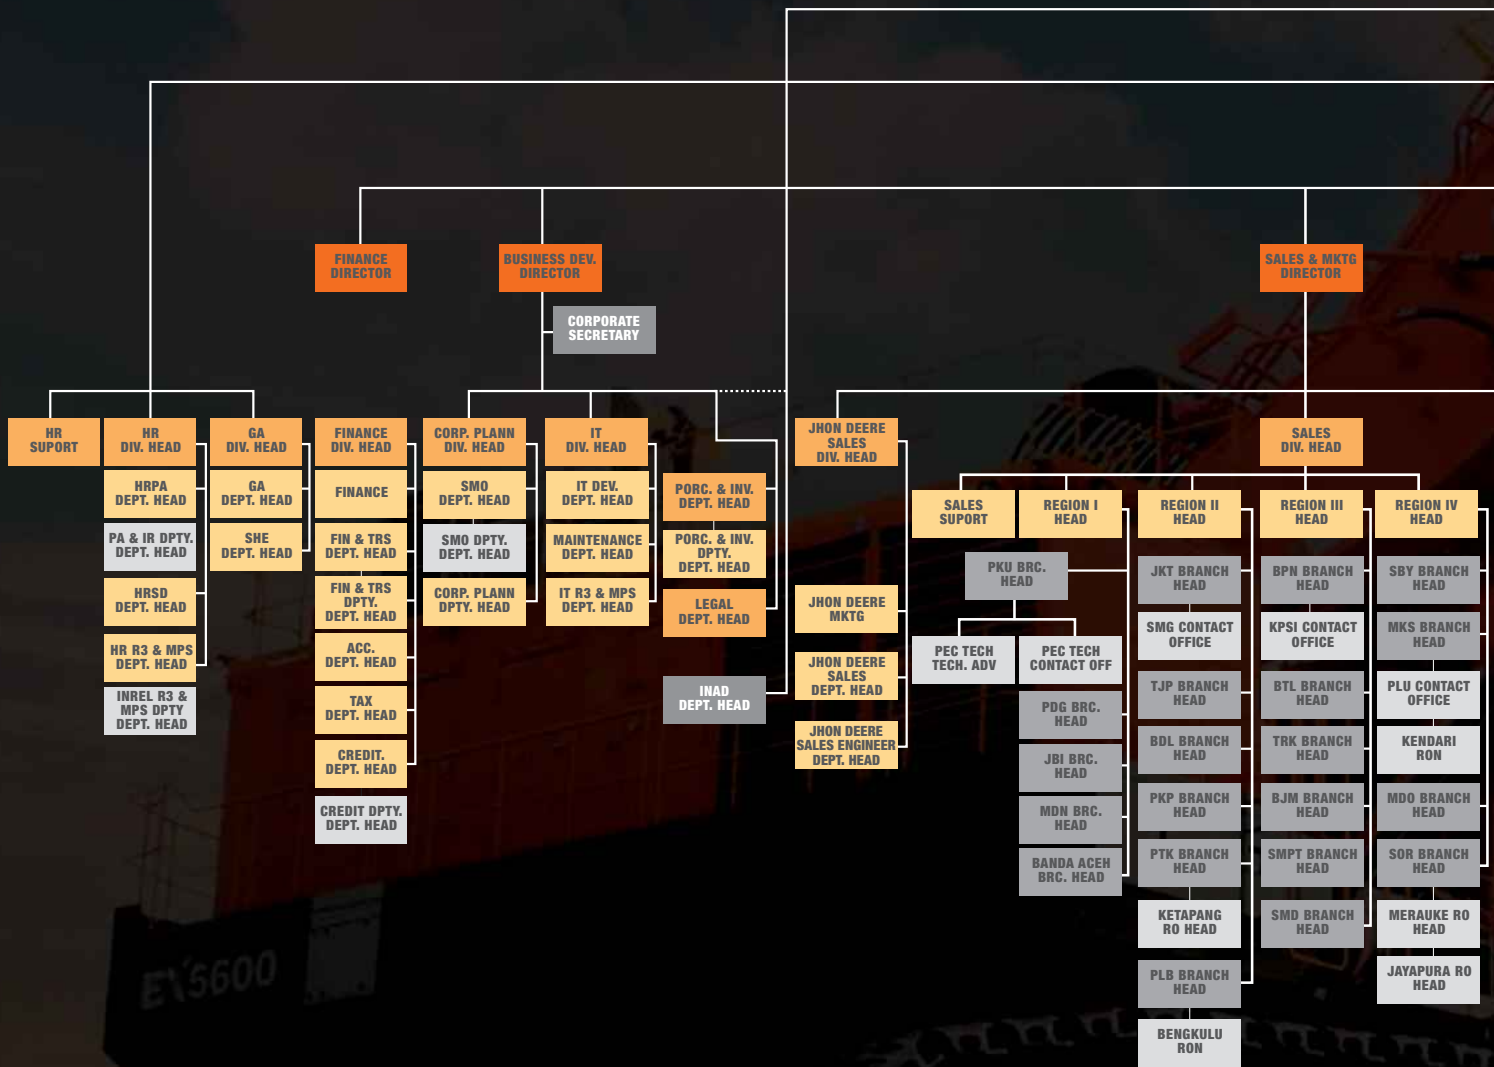 FINANCE
DIRECTOR
BUSINESS DEV.
DIRECTOR
SALES & MKTG
DIRECTOR
CORPORATE
SECRETARY
HR
SUPORT
HR
DIV. HEAD
HRPA
DEPT. HEAD
PA & IR DPTY.
DEPT. HEAD
HRSD
DEPT. HEAD
HR R3 & MPS
DEPT. HEAD
INREL R3 &
MPS DPTY
DEPT. HEAD
GA
DIV. HEAD
GA
DEPT. HEAD
SHE
DEPT. HEAD
FINANCE
DIV. HEAD
FINANCE
FIN & TRS
DEPT. HEAD
FIN & TRS
DPTY.
DEPT. HEAD
ACC.
DEPT. HEAD
TAX
DEPT. HEAD
CREDIT.
DEPT. HEAD
CREDIT DPTY.
DEPT. HEAD
CORP. PLANN
DIV. HEAD
SMO
DEPT. HEAD
SMO DPTY.
DEPT. HEAD
CORP. PLANN
DPTY. HEAD
IT
DIV. HEAD
IT DEV.
DEPT. HEAD
MAINTENANCE
DEPT. HEAD
IT R3 & MPS
DEPT. HEAD
PORC. & INV.
DEPT. HEAD
PORC. & INV.
DPTY.
DEPT. HEAD
LEGAL
DEPT. HEAD
INAD
DEPT. HEAD
JHON DEERE
SALES
DIV. HEAD
JHON DEERE
MKTG
JHON DEERE
SALES
DEPT. HEAD
JHON DEERE
SALES ENGINEER
DEPT. HEAD
SALES
DIV. HEAD
SALES
SUPORT
REGION I
HEAD
PKU BRC.
HEAD
PEC TECH
TECH. ADV
PEC TECH
CONTACT OFF
PDG BRC.
HEAD
JBI BRC.
HEAD
MDN BRC.
HEAD
BANDA ACEH
BRC. HEAD
REGION II
HEAD
JKT BRANCH
HEAD
SMG CONTACT
OFFICE
TJP BRANCH
HEAD
BDL BRANCH
HEAD
PKP BRANCH
HEAD
PTK BRANCH
HEAD
KETAPANG
RO HEAD
PLB BRANCH
HEAD
BENGKULU
RON
REGION III
HEAD
BPN BRANCH
HEAD
KPSI CONTACT
OFFICE
BTL BRANCH
HEAD
TRK BRANCH
HEAD
BJM BRANCH
HEAD
SMPT BRANCH
HEAD
SMD BRANCH
HEAD
REGION IV
HEAD
SBY BRANCH
HEAD
MKS BRANCH
HEAD
PLU CONTACT
OFFICE
KENDARI
RON
MDO BRANCH
HEAD
SOR BRANCH
HEAD
MERAUKE RO
HEAD
JAYAPURA RO
HEAD
EX5600